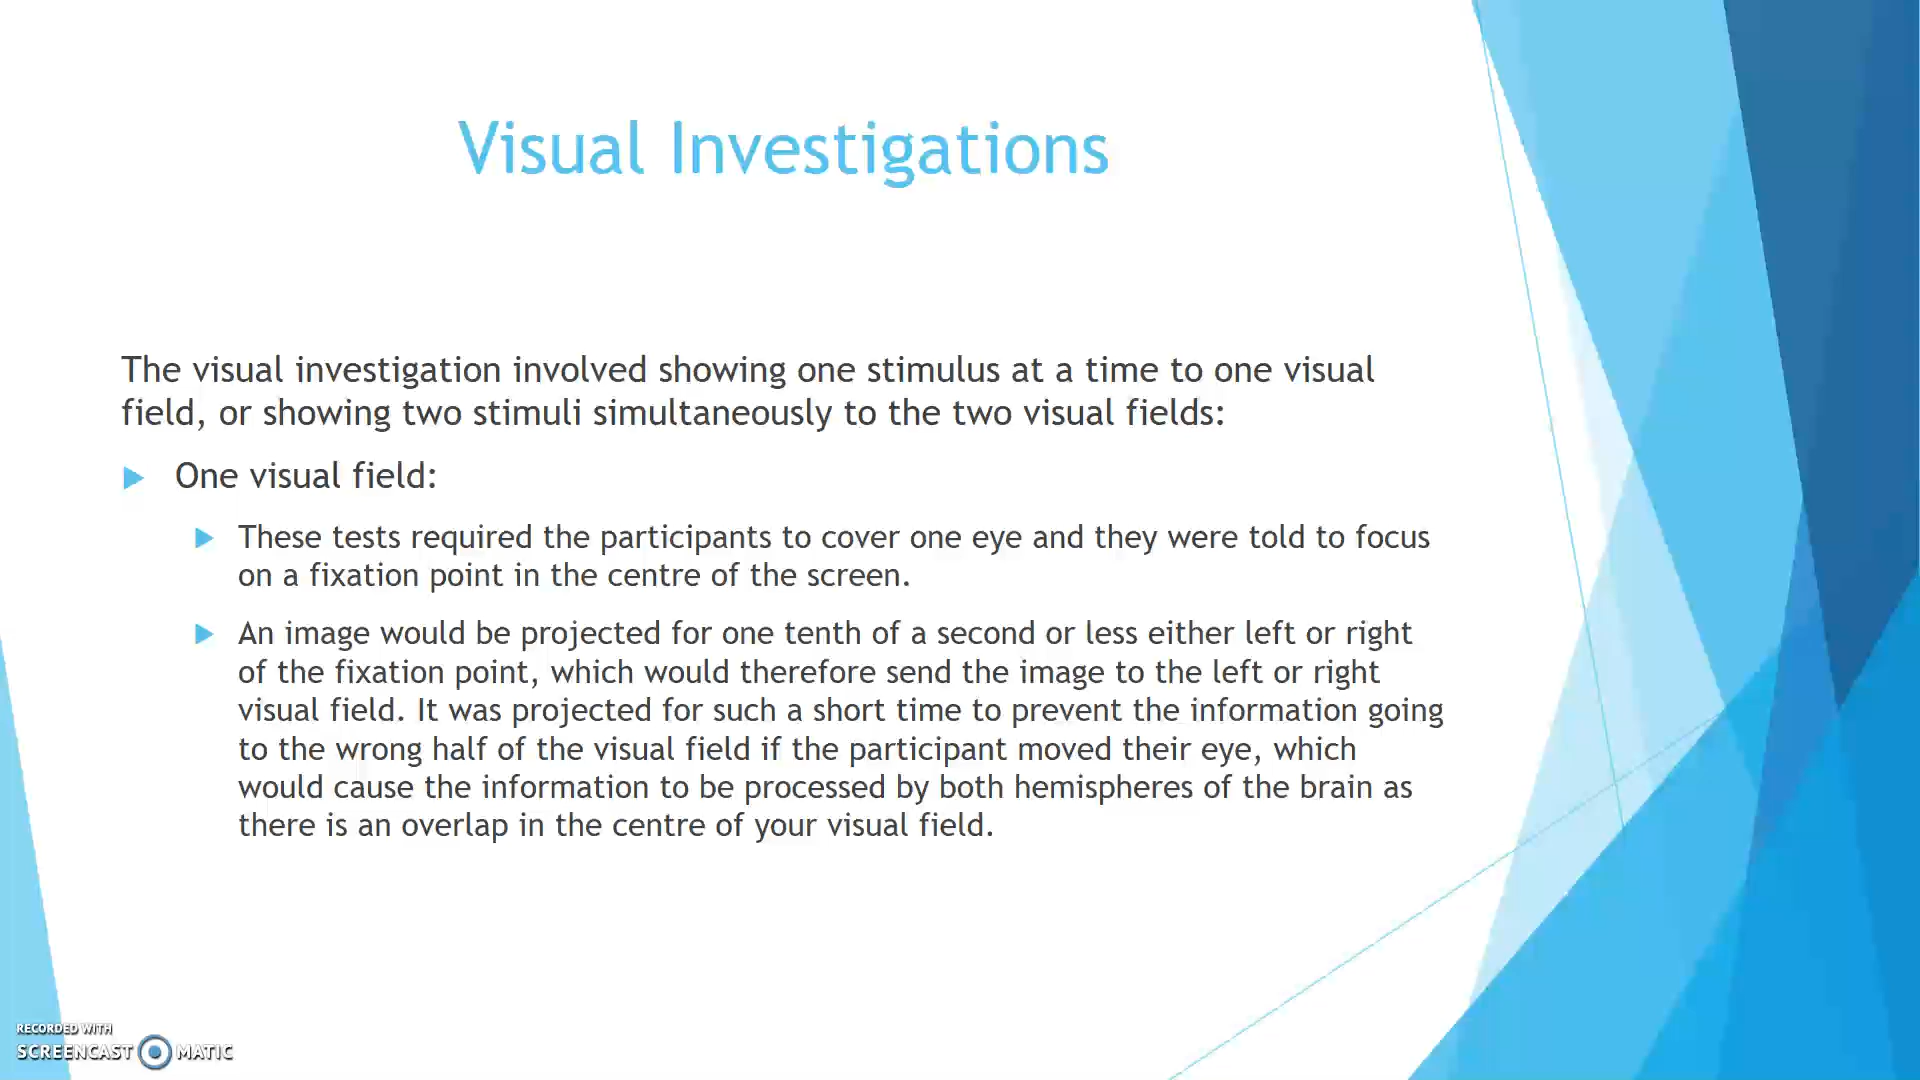 Visual Investigations
The visual investigation involved showing one stimulus at a time to one visual
field, or showing two stimuli simultaneously to the two visual fields:
One visual field:
These tests required the participants to cover one eye and they were told to focus
on a fixation point in the centre of the screen.
An image would be projected for one tenth of a second or less either left or right
of the fixation point, which would therefore send the image to the left or right
visual field. It was projected for such a short time to prevent the information going
to the wrong half of the visual field if the participant moved their eye, which
would cause the information to be processed by both hemispheres of the brain as
there is an overlap in the centre of your visual field.
RECORDED WITH
SCREENCAST MATIC